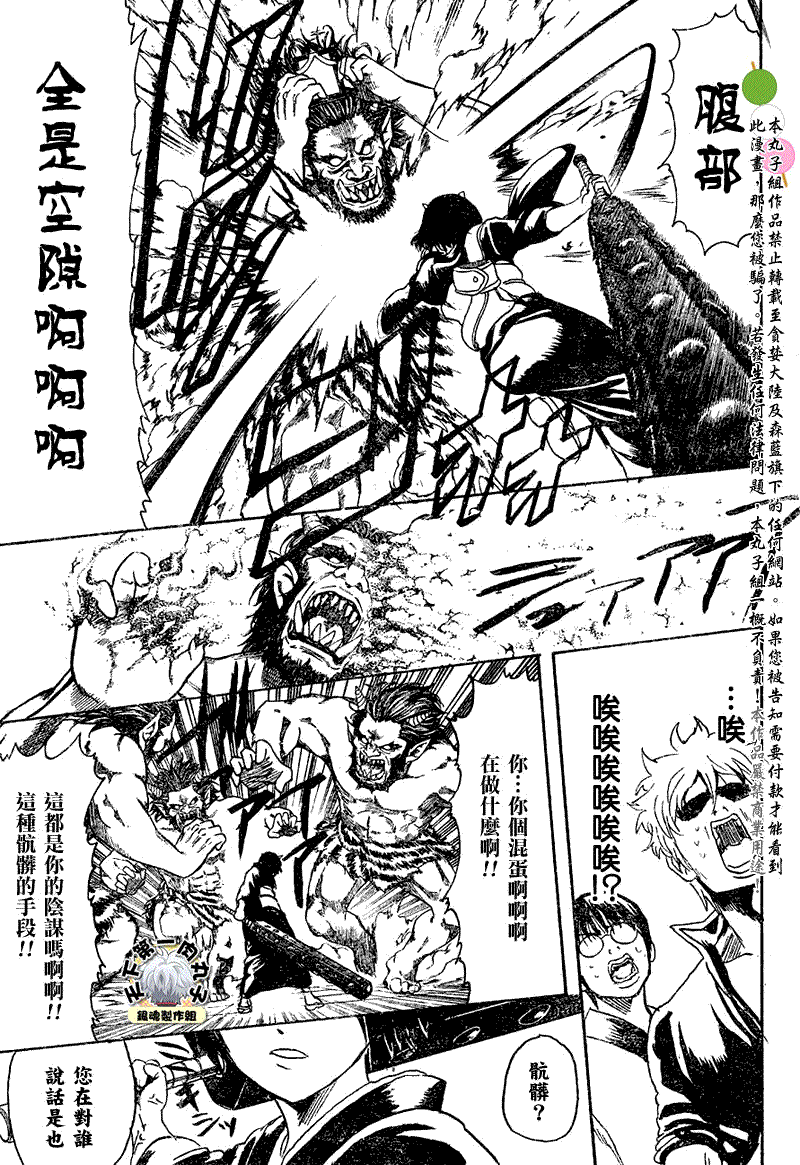 腹部
全是空隙啊啊啊
…唉
唉唉唉唉唉唉?!
你…你個混蛋啊啊啊
在做什麼啊!!
這都是你的陰謀嗎啊啊!!
這種骯髒的手段!!
骯髒?
您在對誰
說話是也
天下第一肉丸子
銀魂製作組
本丸子組作品禁止轉載至貪婪大陸及森藍旗下的任何網站。如果您被告知需要付款才能看到
此漫畫，那麼您被騙了。若發生任何法律問題，本丸子組一概不負責！本作品嚴禁商業用途！